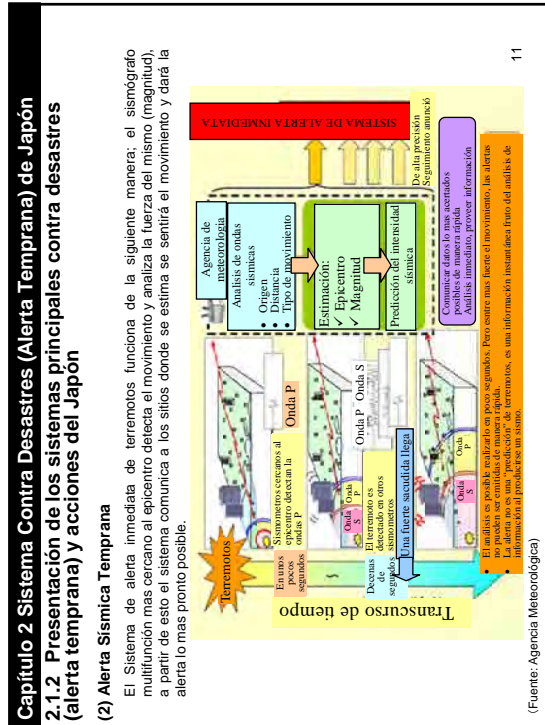 Capítulo 2 Sistema Contra Desastres (Alerta Temprana) de Japón
2.1.2 Presentación de los sistemas principales contra desastres
(alerta temprana) y acciones del Japón
(2) Alerta Sísmica Temprana
El Sistema de alerta inmediata de terremotos funciona de la siguiente manera; el sismógrafo
multifunción mas cercano al epicentro detecta el movimiento y analiza la fuerza del mismo (magnitud),
a partir de esto el sistema comunica a los sitios donde se estima se sentirá el movimiento y dará la
alerta lo mas pronto posible.
Terremotos
En unos
pocos
segundos
Decenas
de
segundos
Transcurso de tiempo
Sismometros cercanos al
epicentro detectan la
ondas P
Onda P
El terremoto es
detectado en otros
sismometros
Onda
S
Onda
P
Onda P
Onda S
Una fuerte sacudida llega
Onda
S
Onda
P
Agencia de
meteorologia
Analisis de ondas
sismicas
• Origen
• Distancia
• Tipo de movimiento
Estimación:
✓ Epicentro
✓ Magnitud
Predicción del intensidad
sísmica
SISTEMA DE ALERTA INMEDIATA
De alta precisión
Seguimiento anunció
Comunicar datos lo mas acertados
posibles de manera rápida
Análisis inmediato, proveer información
• El análisis es posible realizarlo en poco segundos. Pero esntre mas fuerte el movimiento, las alertas
no pueden ser emitidas de manera rápida.
• La alerta no es una "predicción" de terremotos, es una información instantánea fruto del análisis de
información al producirse un sismo.
(Fuente: Agencia Meteorológica)
11